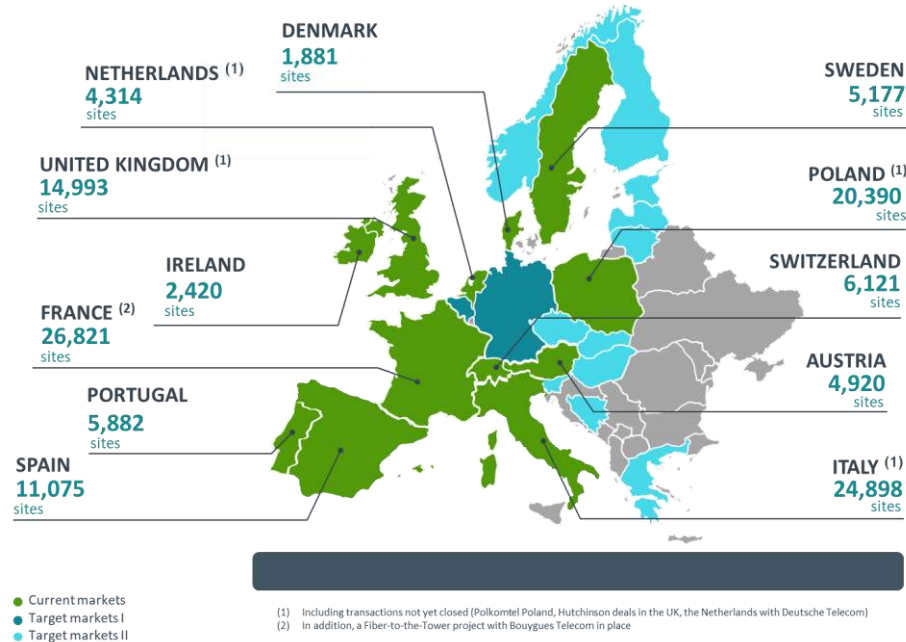 DENMARK
1,881
sites
NETHERLANDS (1)
4,314
sites
SWEDEN
5,177
sites
UNITED KINGDOM (1)
14,993
sites
POLAND (1)
20,390
sites
IRELAND
2,420
sites
SWITZERLAND
6,121
sites
FRANCE (2)
26,821
sites
AUSTRIA
4,920
sites
PORTUGAL
5,882
sites
SPAIN
11,075
sites
ITALY (1)
24,898
sites
Current markets
Target markets I
Target markets II
(1) Including transactions not yet closed (Polkomtel Poland, Hutchinson deals in the UK, the Netherlands with Deutsche Telecom)
(2) In addition, a Fiber-to-the-Tower project with Bouygues Telecom in place